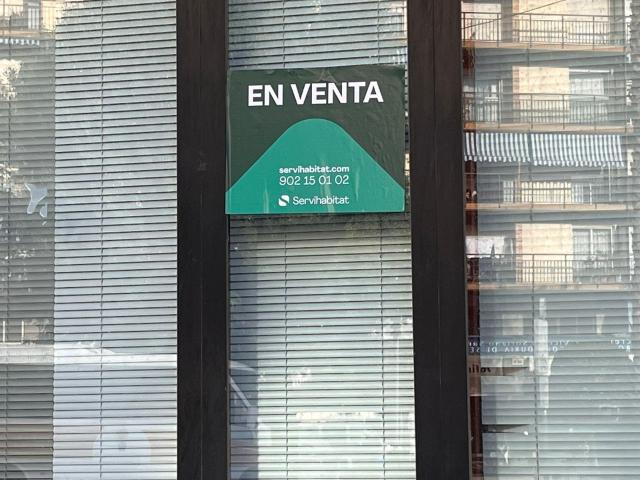 EN VENTA
servihabitat.com
902 15 01 02
Servihabitat